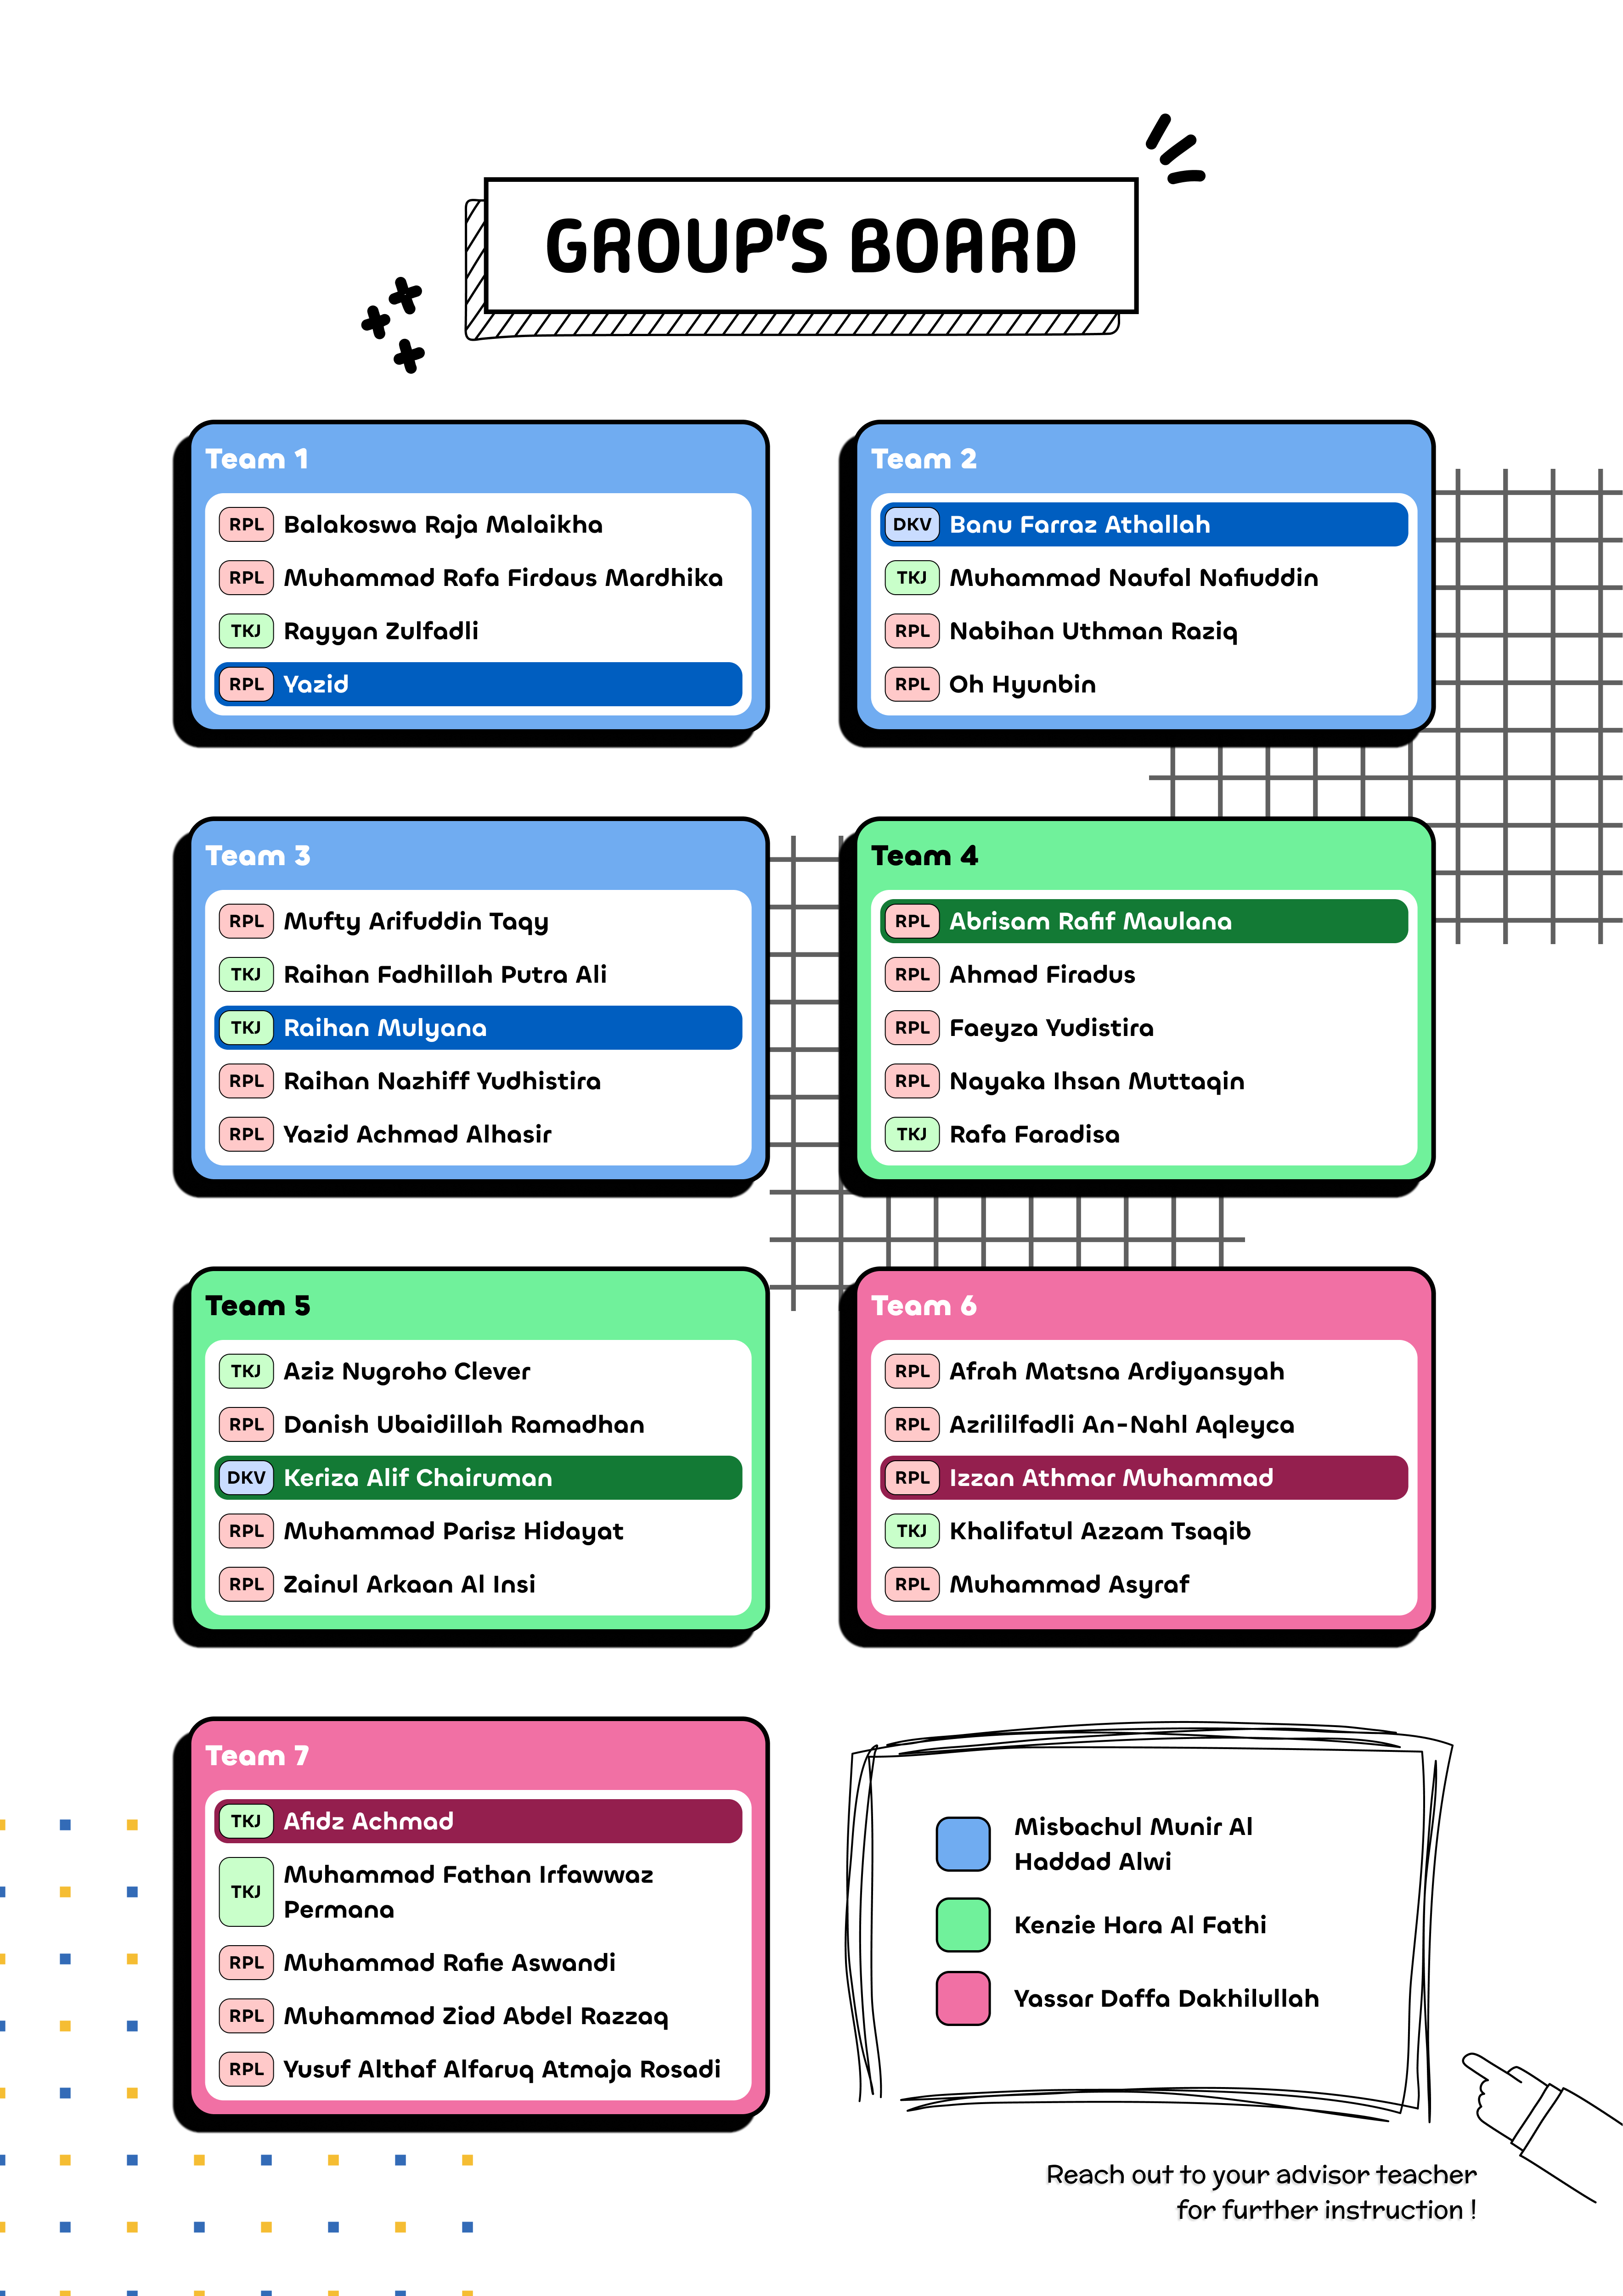 GROUP'S BOARD
Team 1
RPL Balakoswa Raja Malaikha
RPL Muhammad Rafa Firdaus Mardhika
TKJ Rayyan Zulfadli
RPL Yazid
Team 2
DKV Banu Farraz Athallah
TKJ Muhammad Naufal Nafiuddin
RPL Nabihan Uthman Raziq
RPL Oh Hyunbin
Team 3
RPL Mufty Arifuddin Taqy
TKJ Raihan Fadhillah Putra Ali
TKJ Raihan Mulyana
RPL Raihan Nazhiff Yudhistira
RPL Yazid Achmad Alhasir
Team 4
RPL Abrisam Rafif Maulana
RPL Ahmad Firadus
RPL Faeyza Yudistira
RPL Nayaka Ihsan Muttaqin
TKJ Rafa Faradisa
Team 5
TKJ Aziz Nugroho Clever
RPL Danish Ubaidillah Ramadhan
DKV Keriza Alif Chairuman
RPL Muhammad Parisz Hidayat
RPL Zainul Arkaan Al Insi
Team 6
RPL Afrah Matsna Ardiyansyah
RPL Azrililfadli An-Nahl Aqleyca
RPL Izzan Athmar Muhammad
TKJ Khalifatul Azzam Tsaqib
RPL Muhammad Asyraf
Team 7
TKJ Afidz Achmad
TKJ Muhammad Fathan Irfawwaz
Permana
RPL Muhammad Rafie Aswandi
RPL Muhammad Ziad Abdel Razzaq
RPL Yusuf Althaf Alfaruq Atmaja Rosadi
Misbachul Munir Al
Haddad Alwi
Kenzie Hara Al Fathi
Yassar Daffa Dakhilullah
Reach out to your advisor teacher
for further instruction !